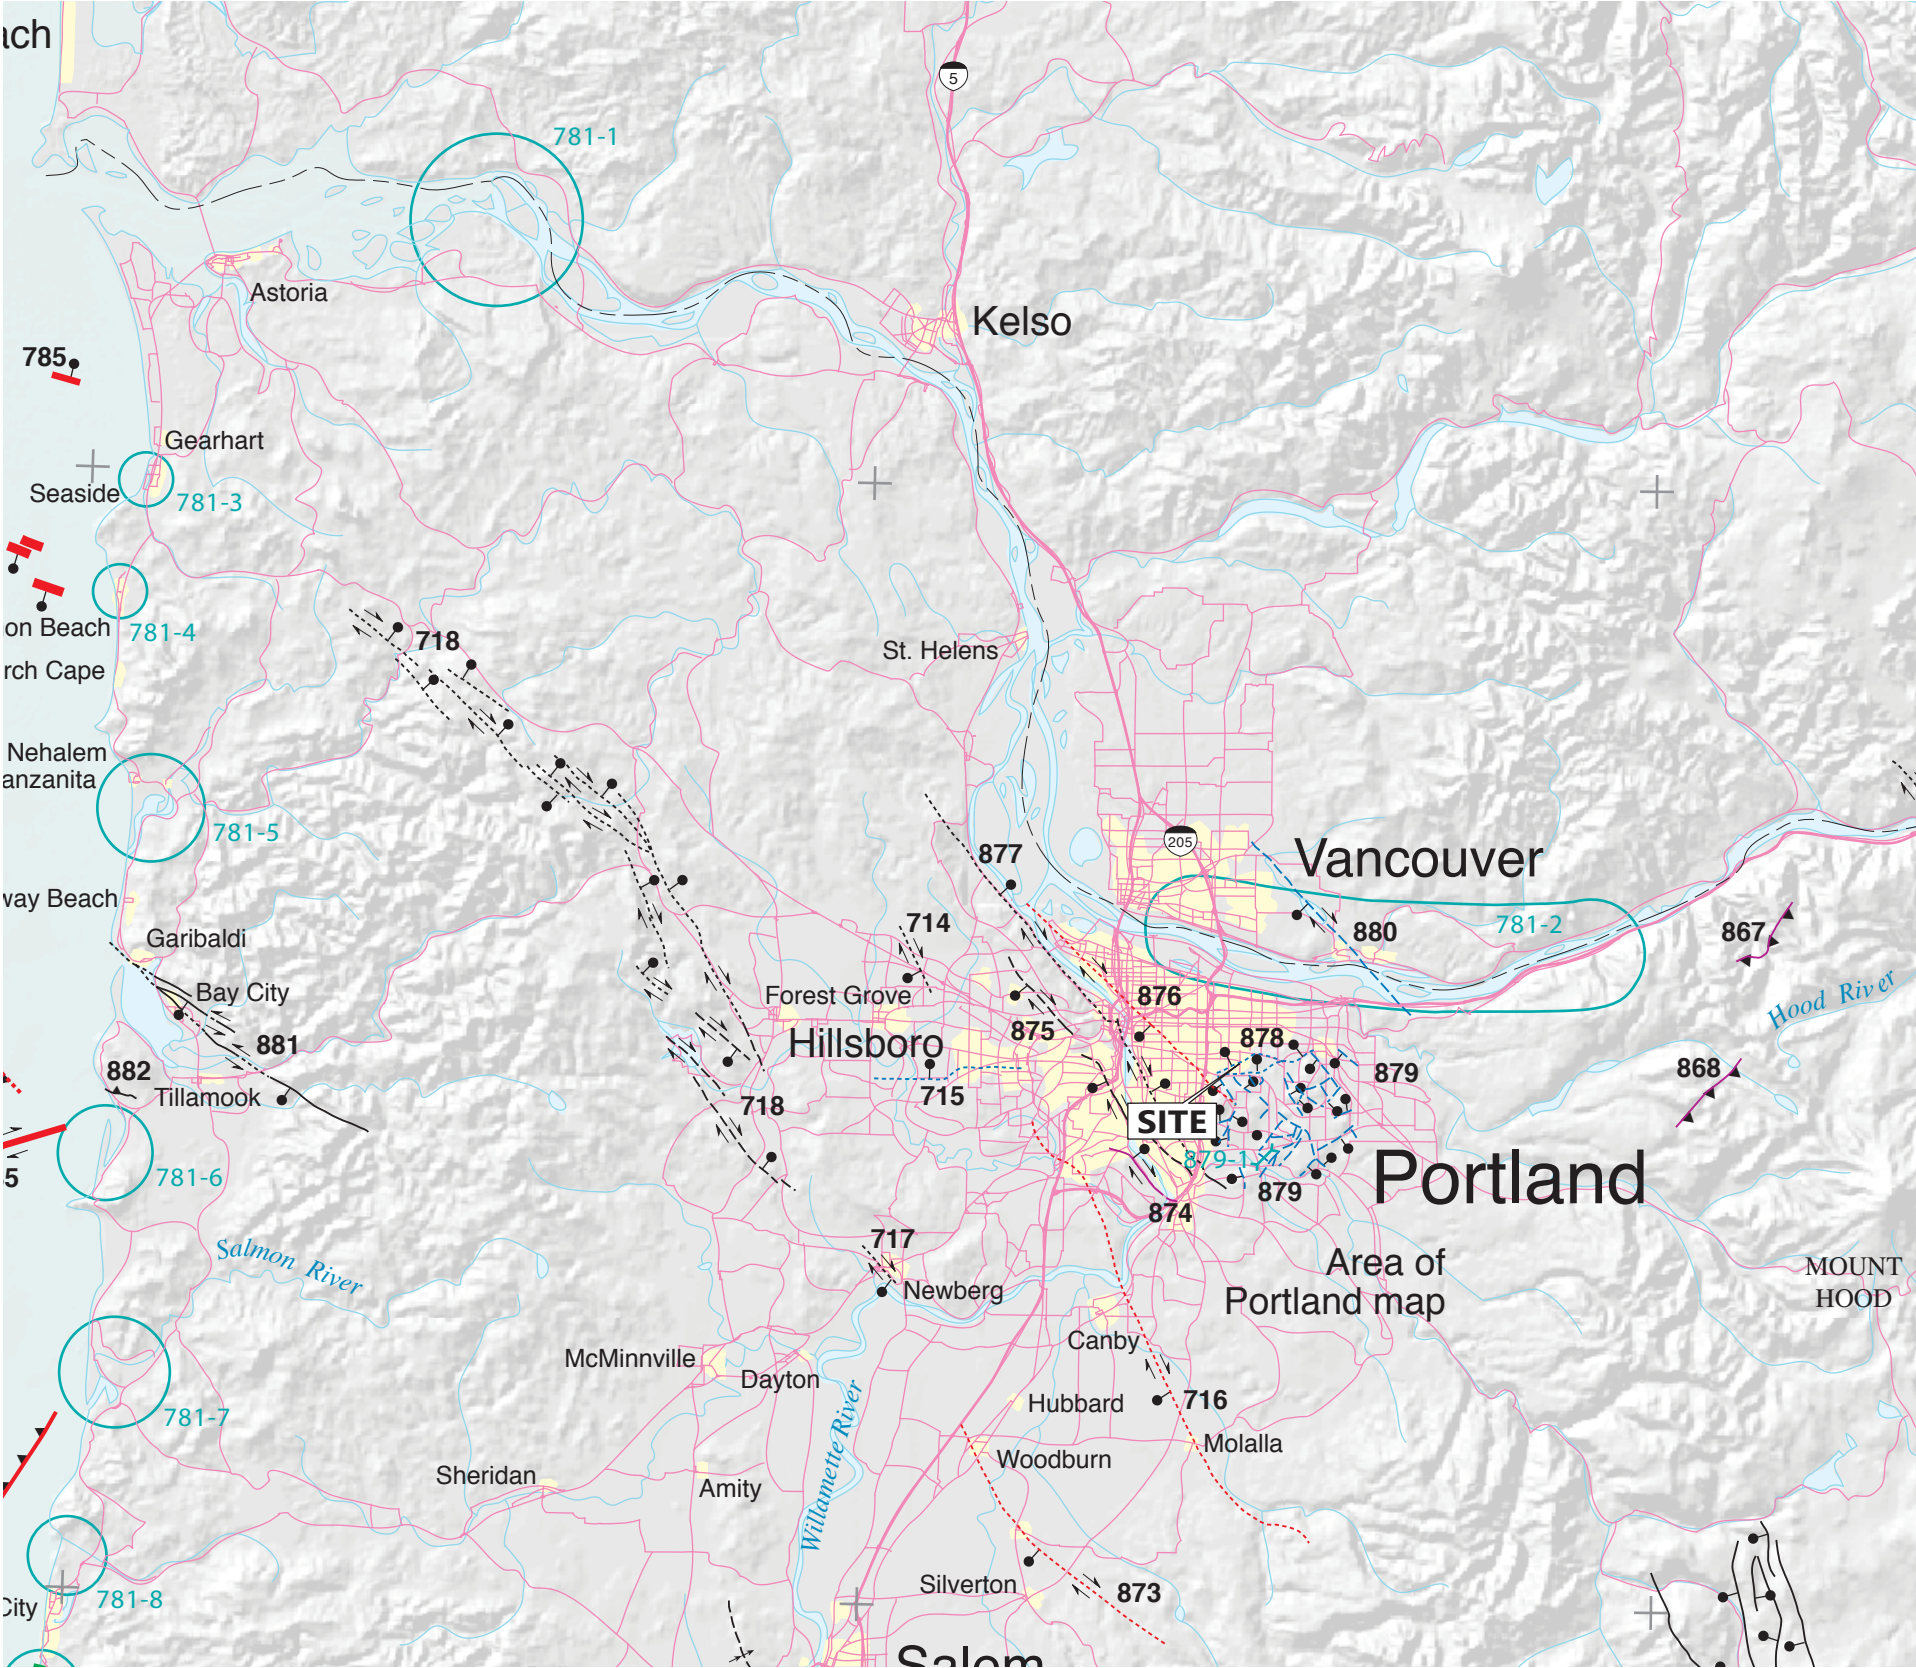 ach
5
781-1
Astoria
Kelso
785
Gearhart
Seaside
781-3
on Beach
781-4
718
St. Helens
rch Cape
Nehalem
anzanita
781-5
205
Vancouver
877
way Beach
714
880
781-2
867
Garibaldi
Bay City
Forest Grove
876
Hood River
875
881
Hillsboro
878
882
879
868
Tillamook
715
718
SITE
5
781-6
879-1
Portland
879
874
717
Salmon River
Area of
Portland map
MOUNT
HOOD
Newberg
Canby
McMinnville
Dayton
781-7
Hubbard
716
Willamette River
Molalla
Woodburn
Sheridan
Amity
Silverton
873
781-8
City
Salem